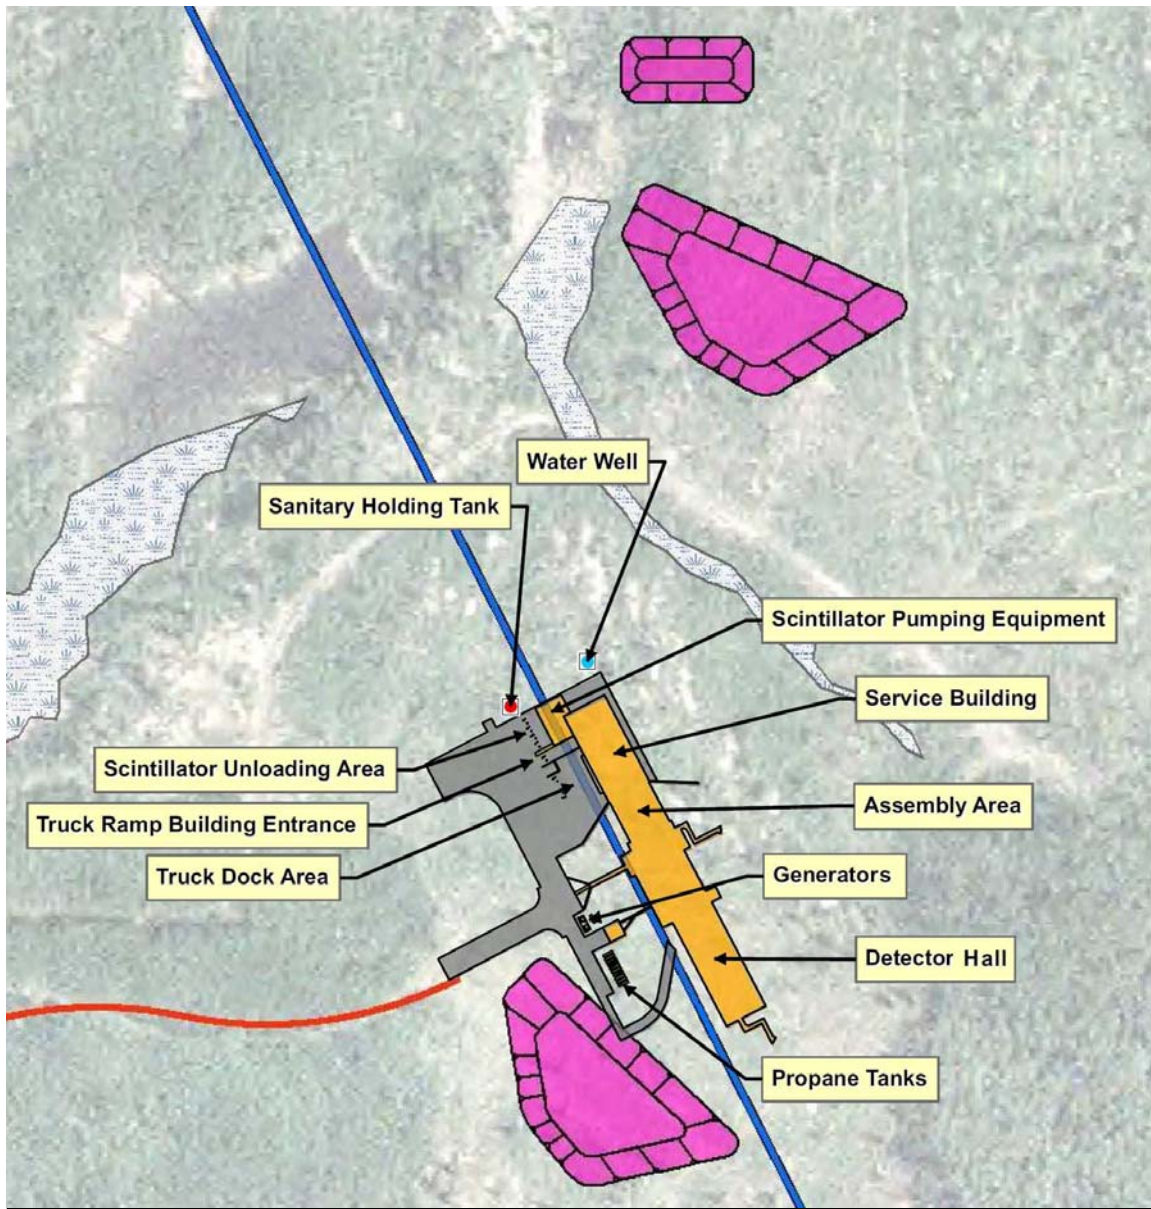 Water Well
Sanitary Holding Tank
Scintillator Pumping Equipment
Service Building
Scintillator Unloading Area
Assembly Area
Truck Ramp Building Entrance
Truck Dock Area
Generators
Detector Hall
Propane Tanks